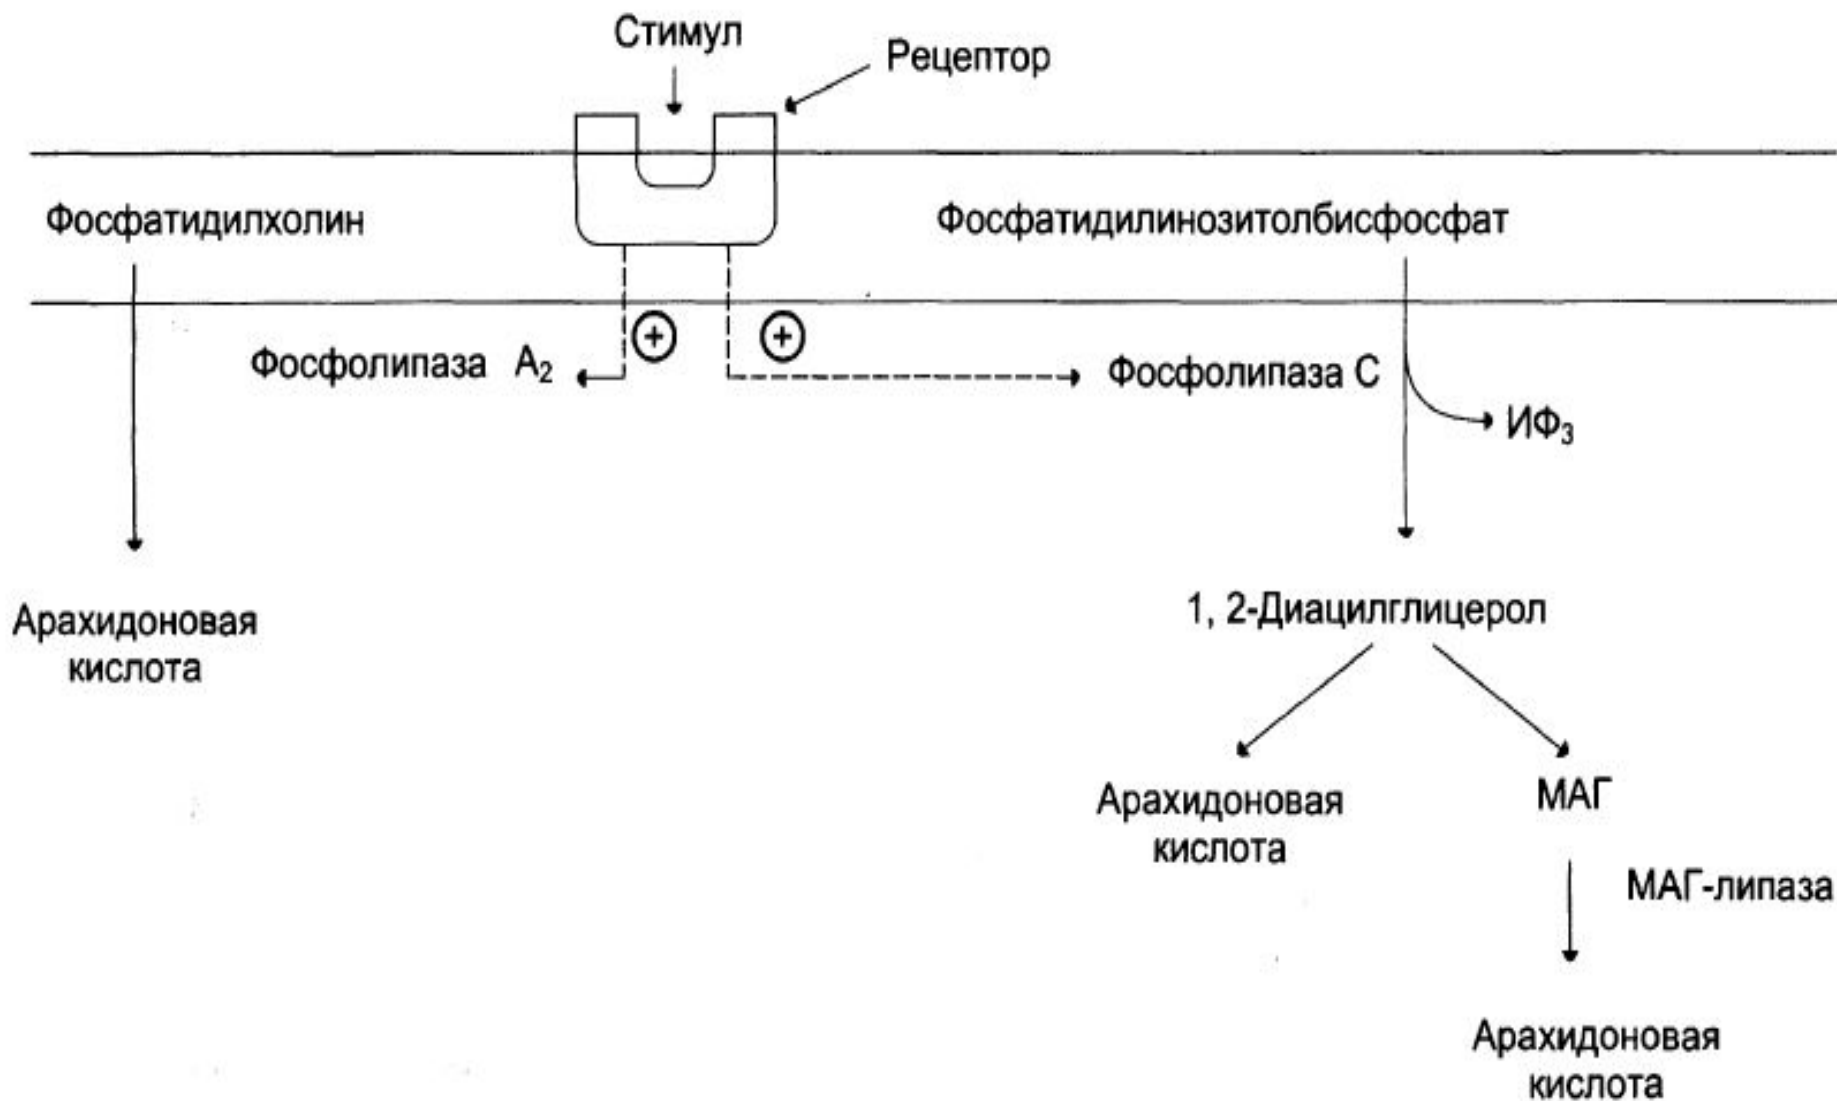 Стимул
Рецептор
Фосфатидилхолин
Фосфатидилинозитолбисфосфат
Фосфолипаза A₂
Фосфолипаза С
ИФ₃
Арахидоновая
кислота
1, 2-Диацилглицерол
Арахидоновая
кислота
МАГ
МАГ-липаза
Арахидоновая
кислота